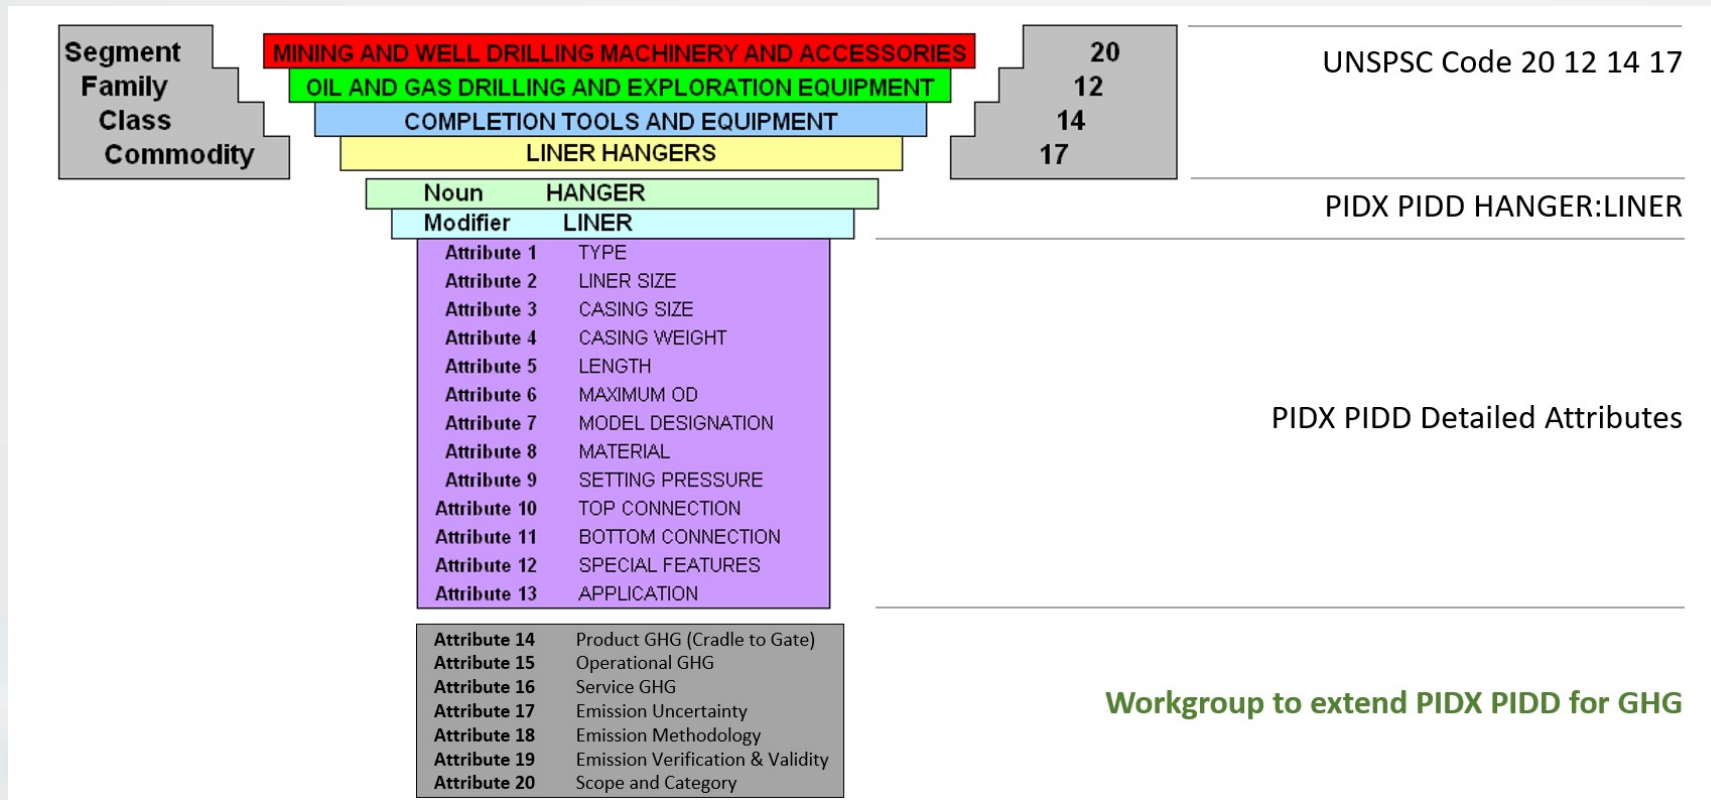 Segment MINING AND WELL DRILLING MACHINERY AND ACCESSORIES 20
UNSPSC Code 20 12 14 17
Family OIL AND GAS DRILLING AND EXPLORATION EQUIPMENT 12
Class COMPLETION TOOLS AND EQUIPMENT 14
Commodity LINER HANGERS 17
Noun HANGER
PIDX PIDD HANGER:LINER
Modifier LINER
Attribute 1 TYPE
Attribute 2 LINER SIZE
Attribute 3 CASING SIZE
Attribute 4 CASING WEIGHT
Attribute 5 LENGTH
Attribute 6 MAXIMUM OD
Attribute 7 MODEL DESIGNATION
PIDX PIDD Detailed Attributes
Attribute 8 MATERIAL
Attribute 9 SETTING PRESSURE
Attribute 10 TOP CONNECTION
Attribute 11 BOTTOM CONNECTION
Attribute 12 SPECIAL FEATURES
Attribute 13 APPLICATION
Attribute 14 Product GHG (Cradle to Gate)
Attribute 15 Operational GHG
Attribute 16 Service GHG
Workgroup to extend PIDX PIDD for GHG
Attribute 17 Emission Uncertainty
Attribute 18 Emission Methodology
Attribute 19 Emission Verification & Validity
Attribute 20 Scope and Category